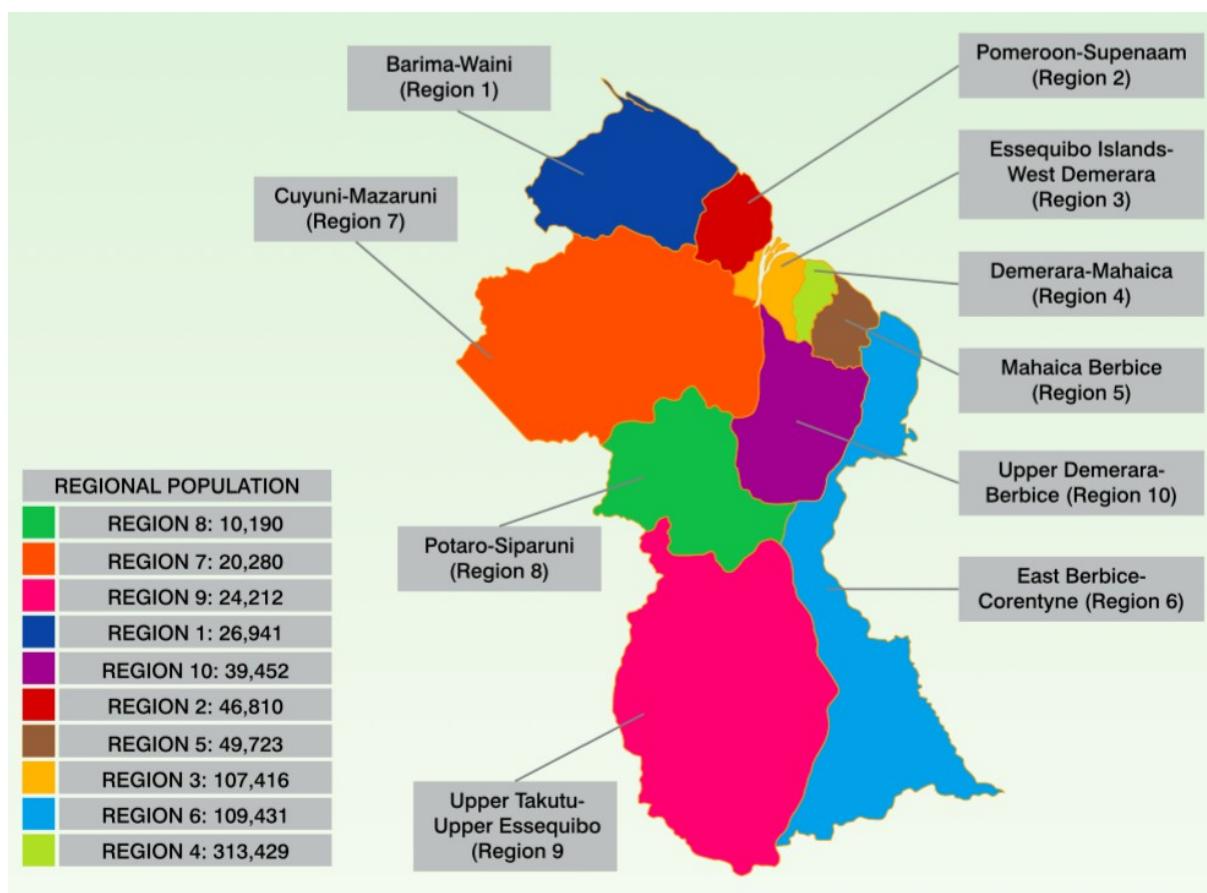 Barima-Waini
(Region 1)
Pomeroon-Supenaam
(Region 2)
Essequibo Islands-
West Demerara
(Region 3)
Cuyuni-Mazaruni
(Region 7)
Demerara-Mahaica
(Region 4)
Mahaica Berbice
(Region 5)
Upper Demerara-
Berbice (Region 10)
Potaro-Siparuni
(Region 8)
East Berbice-
Corentyne (Region 6)
Upper Takutu-
Upper Essequibo
(Region 9
REGIONAL POPULATION
REGION 8: 10,190
REGION 7: 20,280
REGION 9: 24,212
REGION 1: 26,941
REGION 10: 39,452
REGION 2: 46,810
REGION 5: 49,723
REGION 3: 107,416
REGION 6: 109,431
REGION 4: 313,429